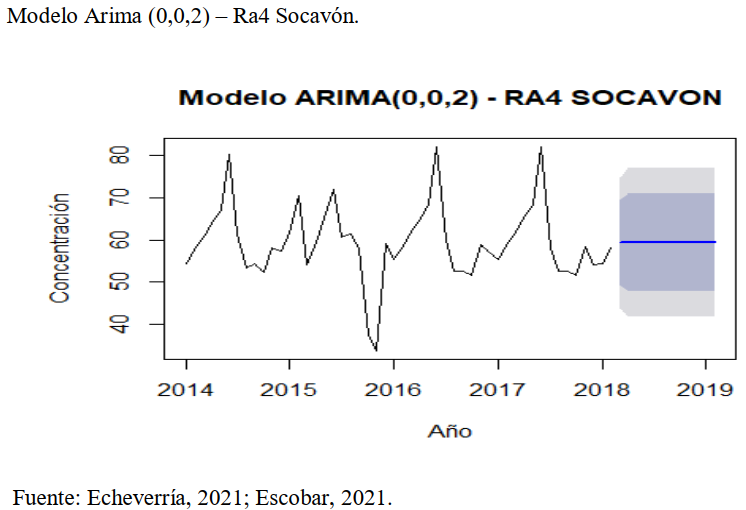 Modelo Arima (0,0,2) – Ra4 Socavón.
Modelo ARIMA(0,0,2) - RA4 SOCAVON
Concentración
80
70
60
50
40
2014 2015 2016 2017 2018 2019
Año
Fuente: Echeverría, 2021; Escobar, 2021.